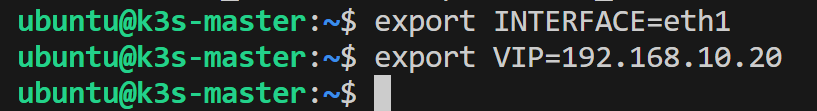 ubuntu@k3s-master:~$ export INTERFACE=eth1
ubuntu@k3s-master:~$ export VIP=192.168.10.20
ubuntu@k3s-master:~$